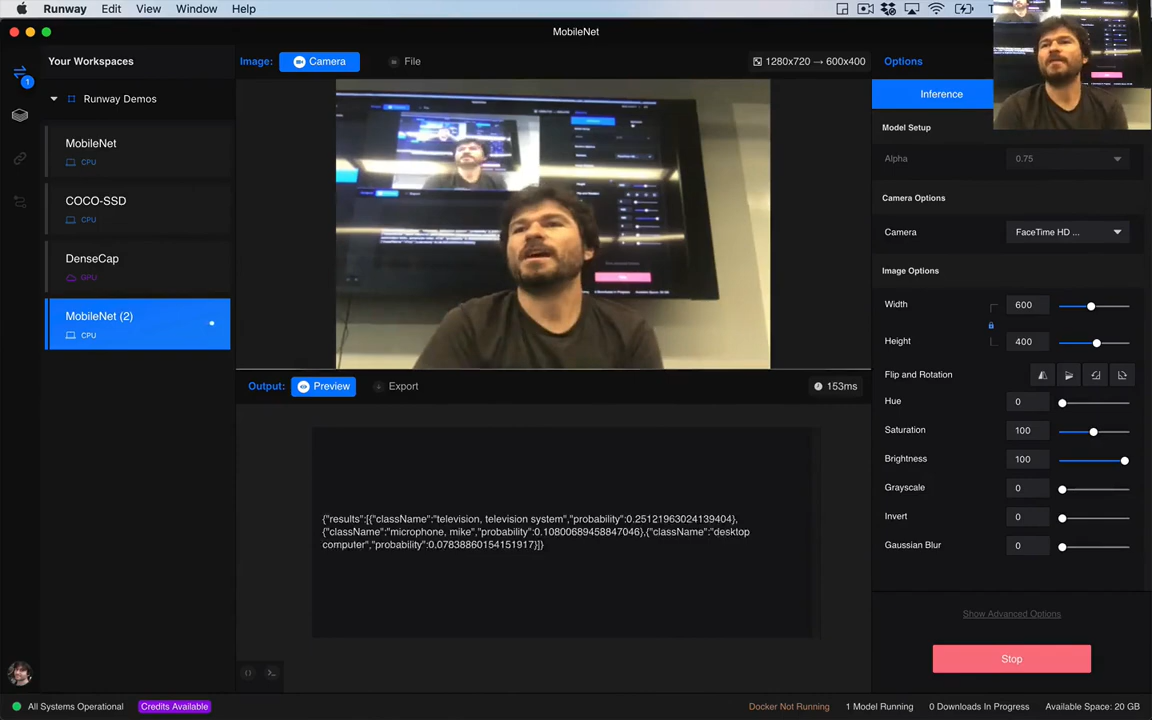 Runway File Edit View Window Help
MobileNet
Your Workspaces
Runway Demos
MobileNet
CPU
COCO-SSD
CPU
DenseCap
GPU
MobileNet (2)
CPU
Image: Camera File
1280x720 → 600x400
Output: Preview Export
153ms
{"results":[{"className":"television, television system","probability":0.25121963024139404},
{"className":"microphone, mike","probability":0.10800689458847046},{"className":"desktop
computer","probability":0.07838860154151917}]}
Options
Inference
Model Setup
Alpha 0.75
Camera Options
Camera FaceTime HD ...
Image Options
Width 600
Height 400
Flip and Rotation
Hue 0
Saturation 100
Brightness 100
Grayscale 0
Invert 0
Gaussian Blur 0
Show Advanced Options
Stop
1
All Systems Operational Credits Available
Docker Not Running 1 Model Running 0 Downloads In Progress Available Space: 20 GB